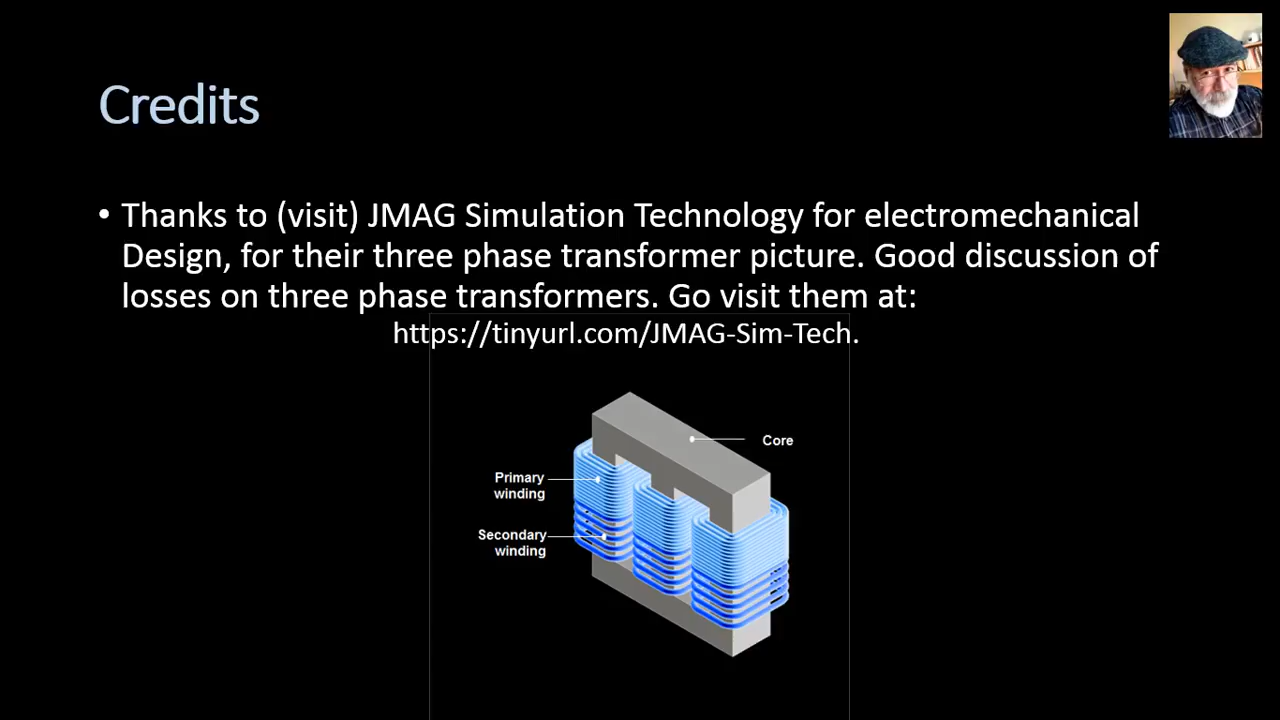 Credits
• Thanks to (visit) JMAG Simulation Technology for electromechanical
Design, for their three phase transformer picture. Good discussion of
losses on three phase transformers. Go visit them at:
https://tinyurl.com/JMAG-Sim-Tech.
Core
Primary
winding
Secondary
winding